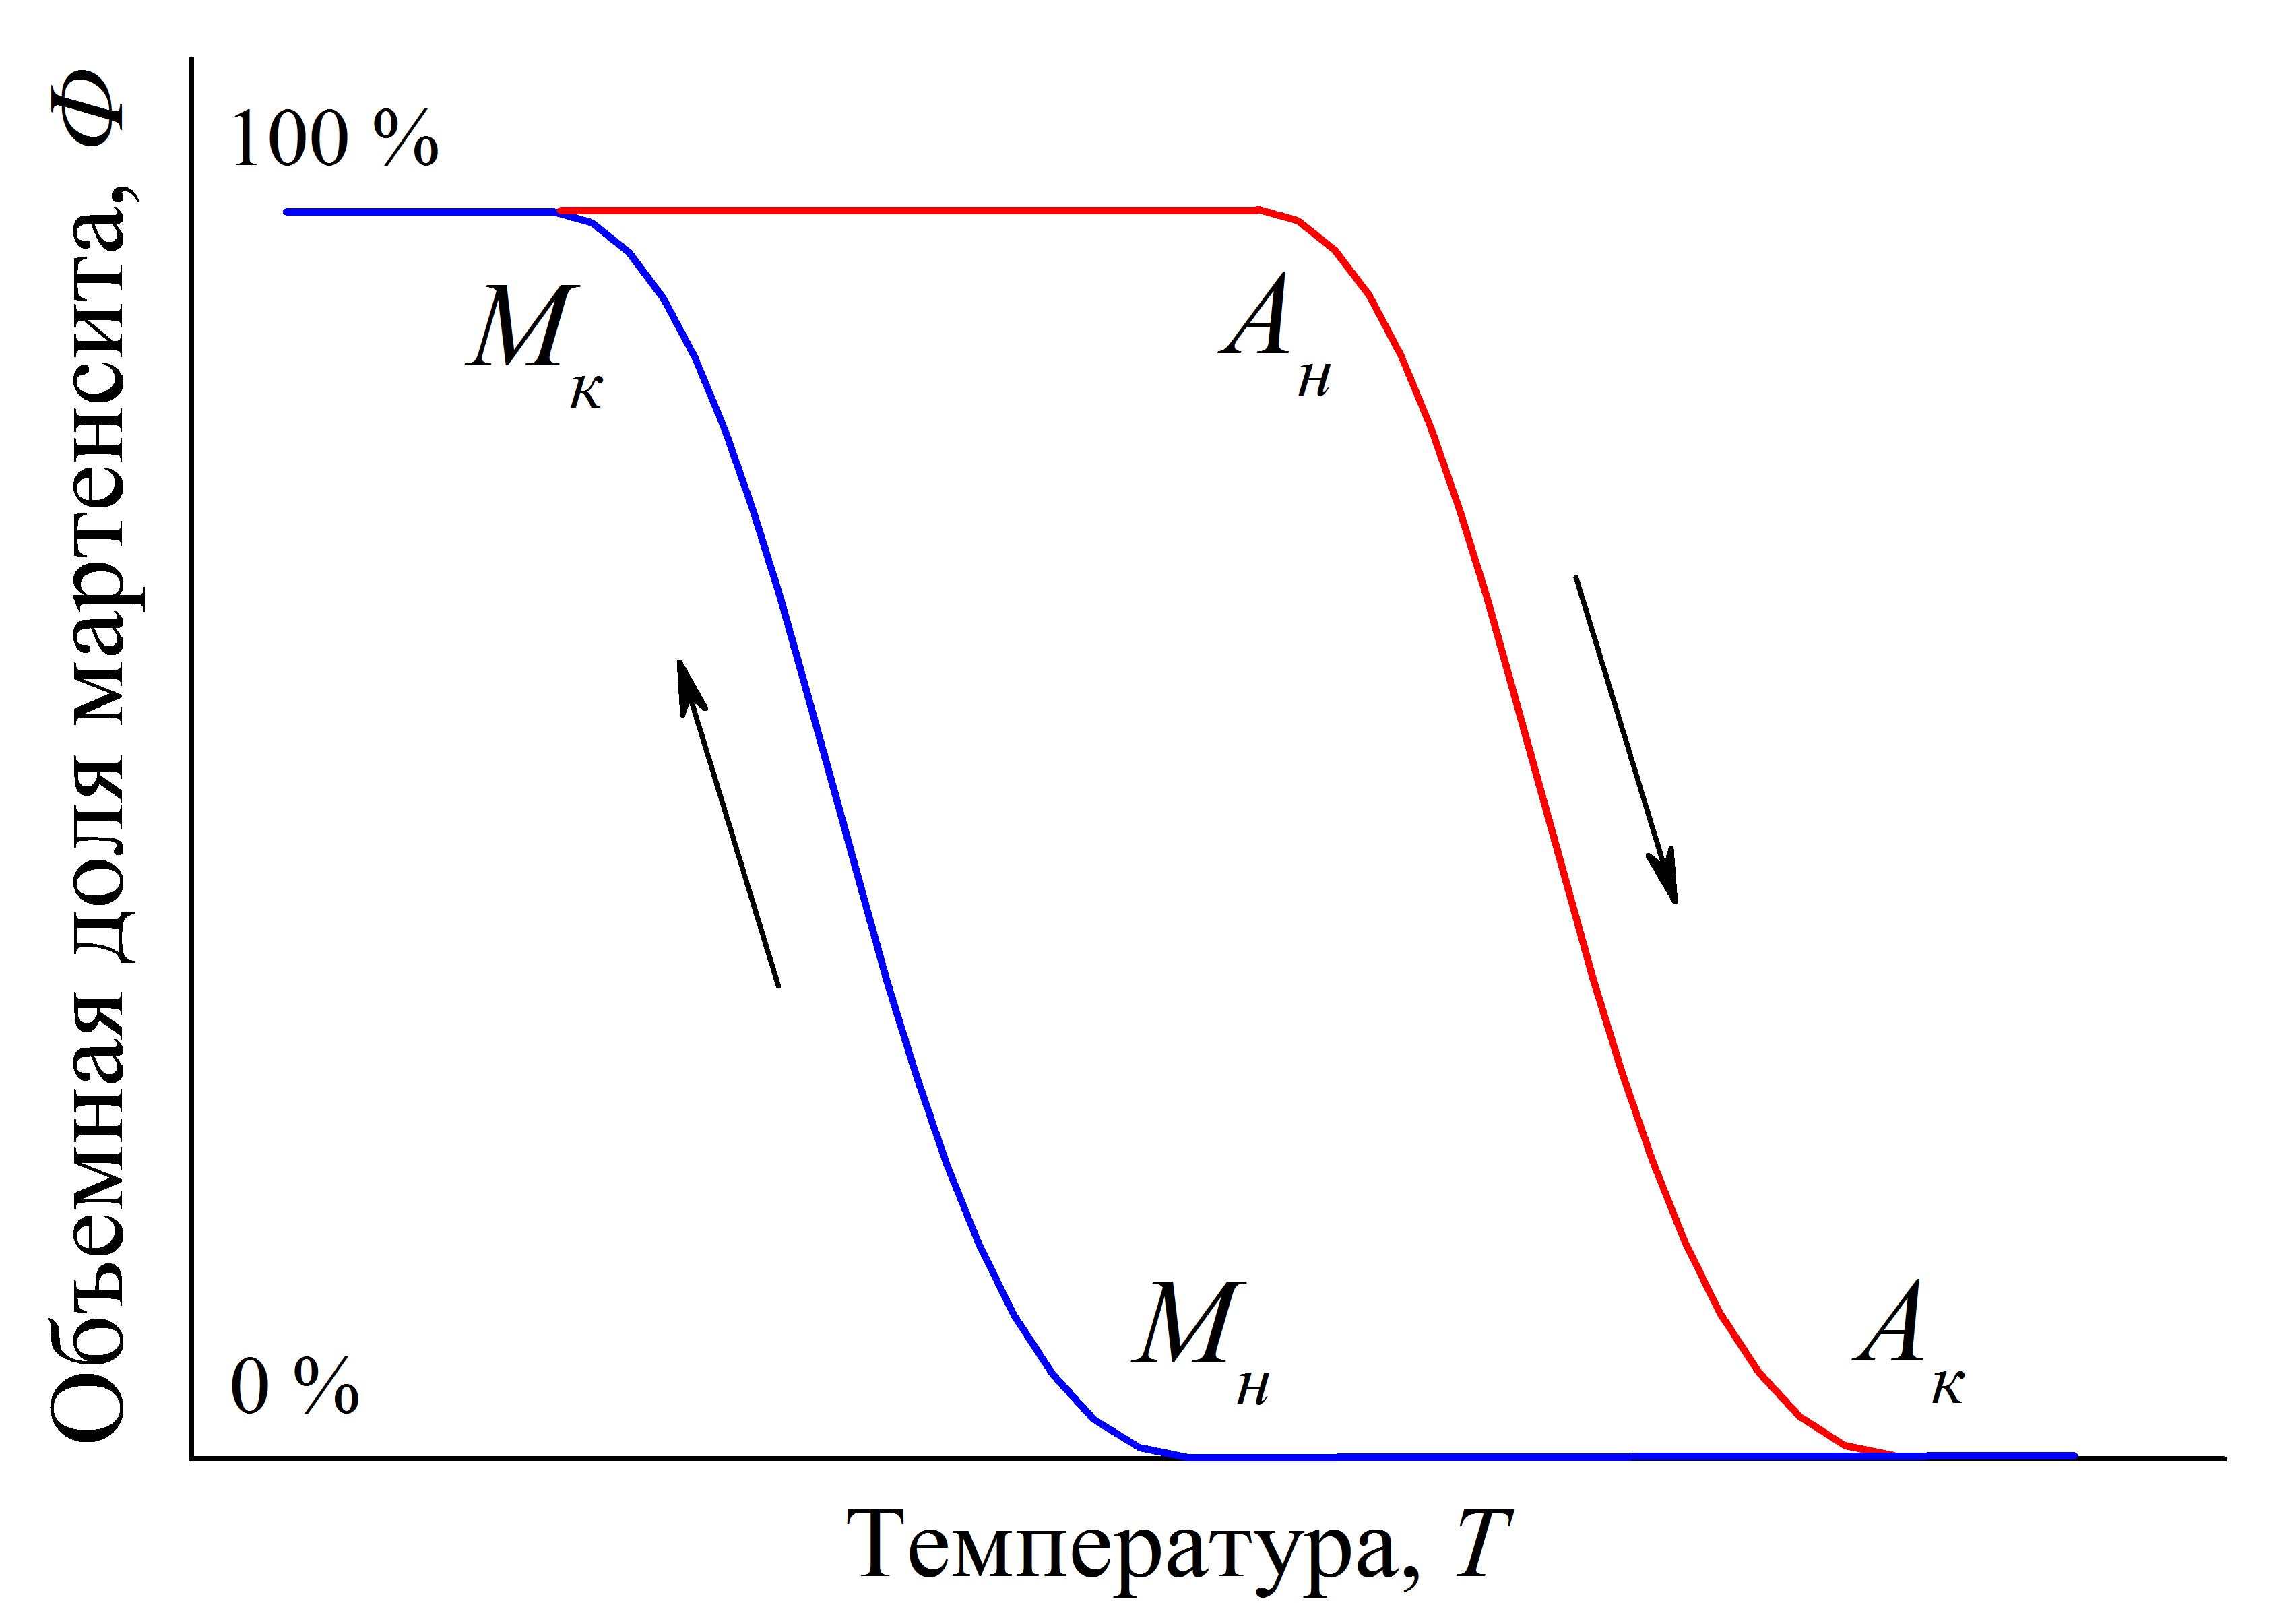 Объемная доля мартенсита, Ф
100 %
Mк
Aн
Mн
Aк
0 %
Температура, T